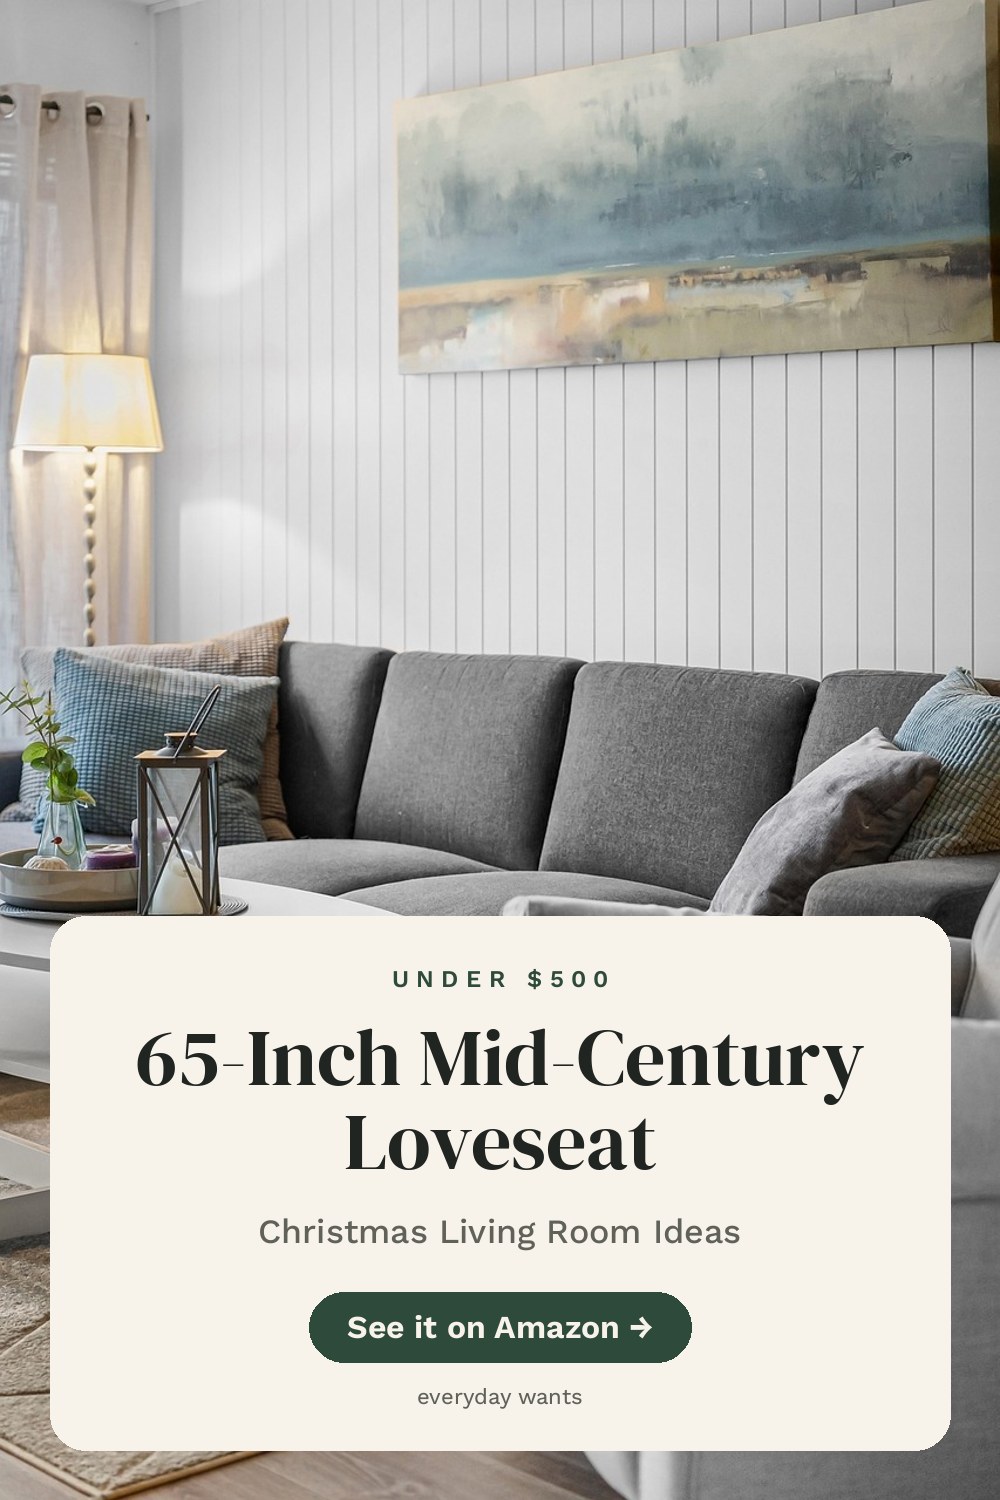 UNDER $500
65-Inch Mid-Century
Loveseat
Christmas Living Room Ideas
See it on Amazon →
everyday wants